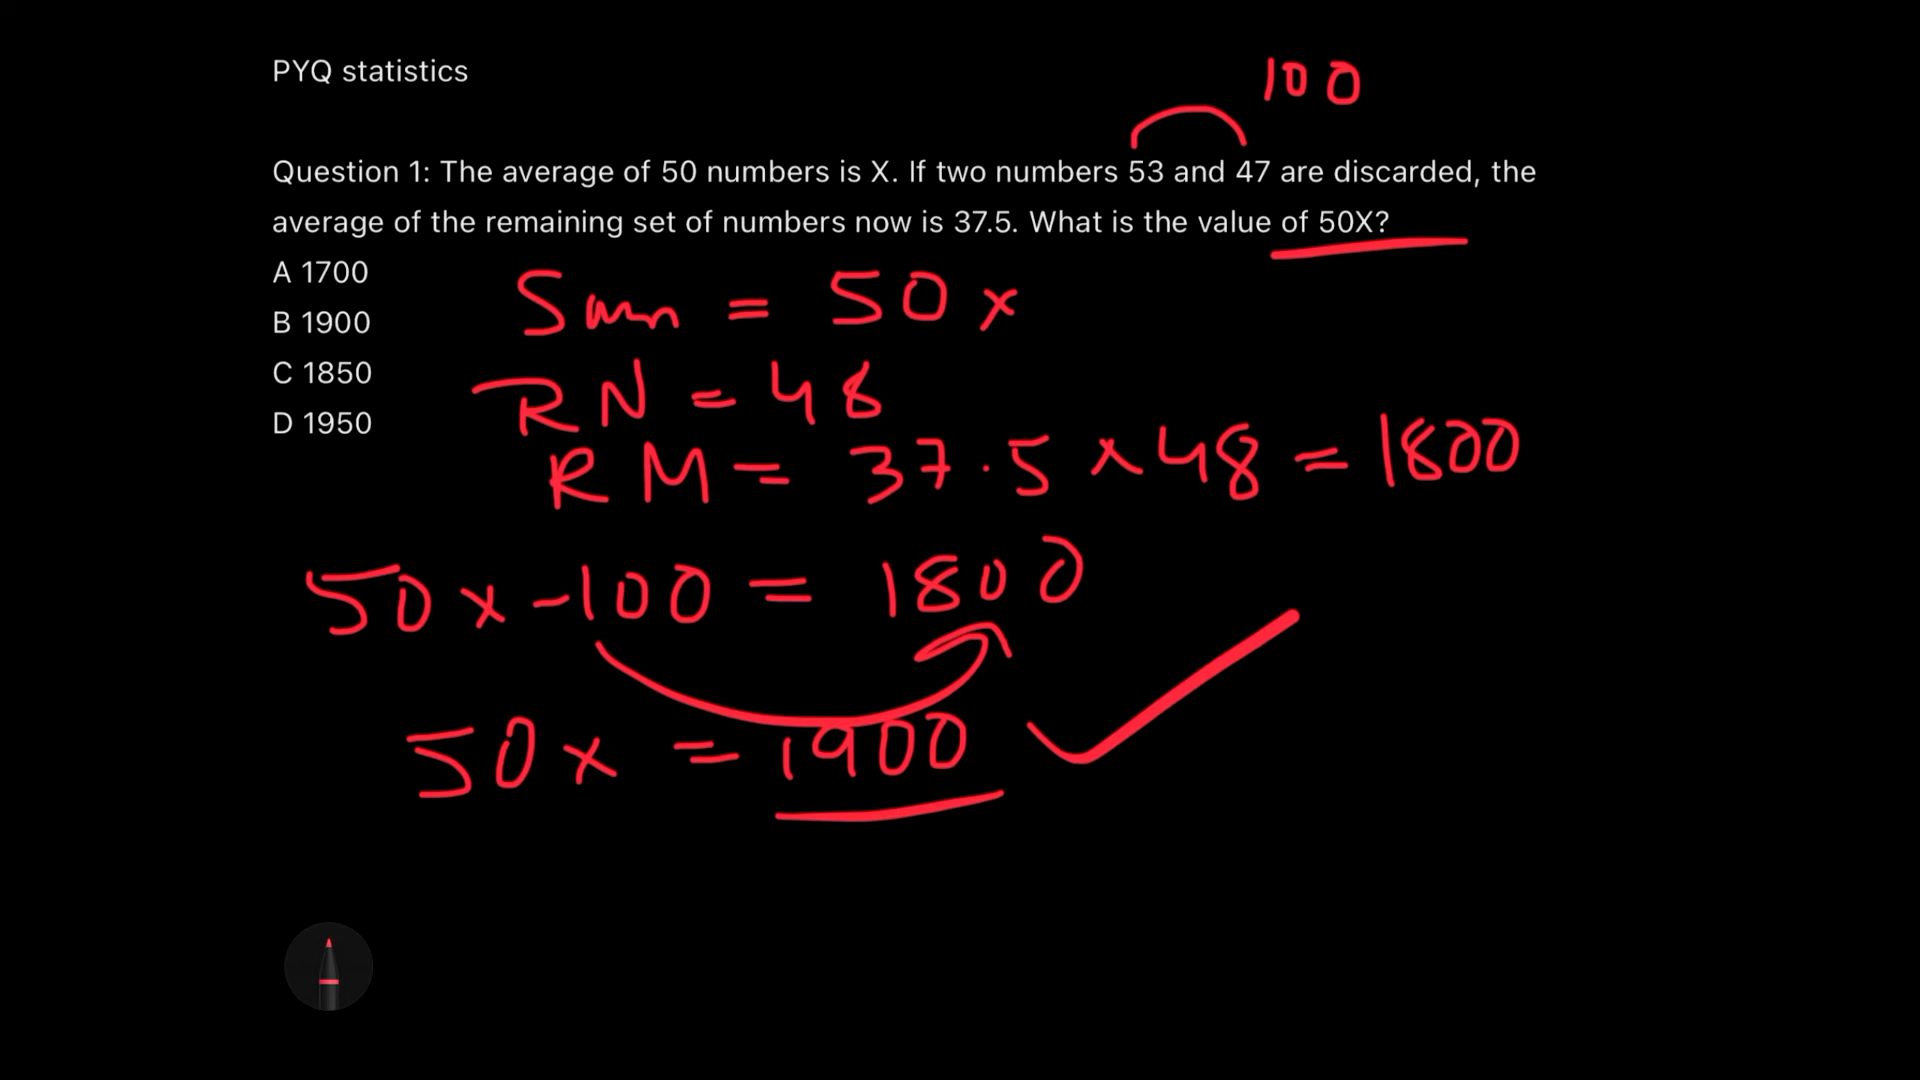 PYQ statistics
100
Question 1: The average of 50 numbers is X. If two numbers 53 and 47 are discarded, the
average of the remaining set of numbers now is 37.5. What is the value of 50X?
A 1700
B 1900
C 1850
D 1950
Sum = 50x
RN = 48
RM = 37.5 x 48 = 1800
50x - 100 = 1800
50x = 1900